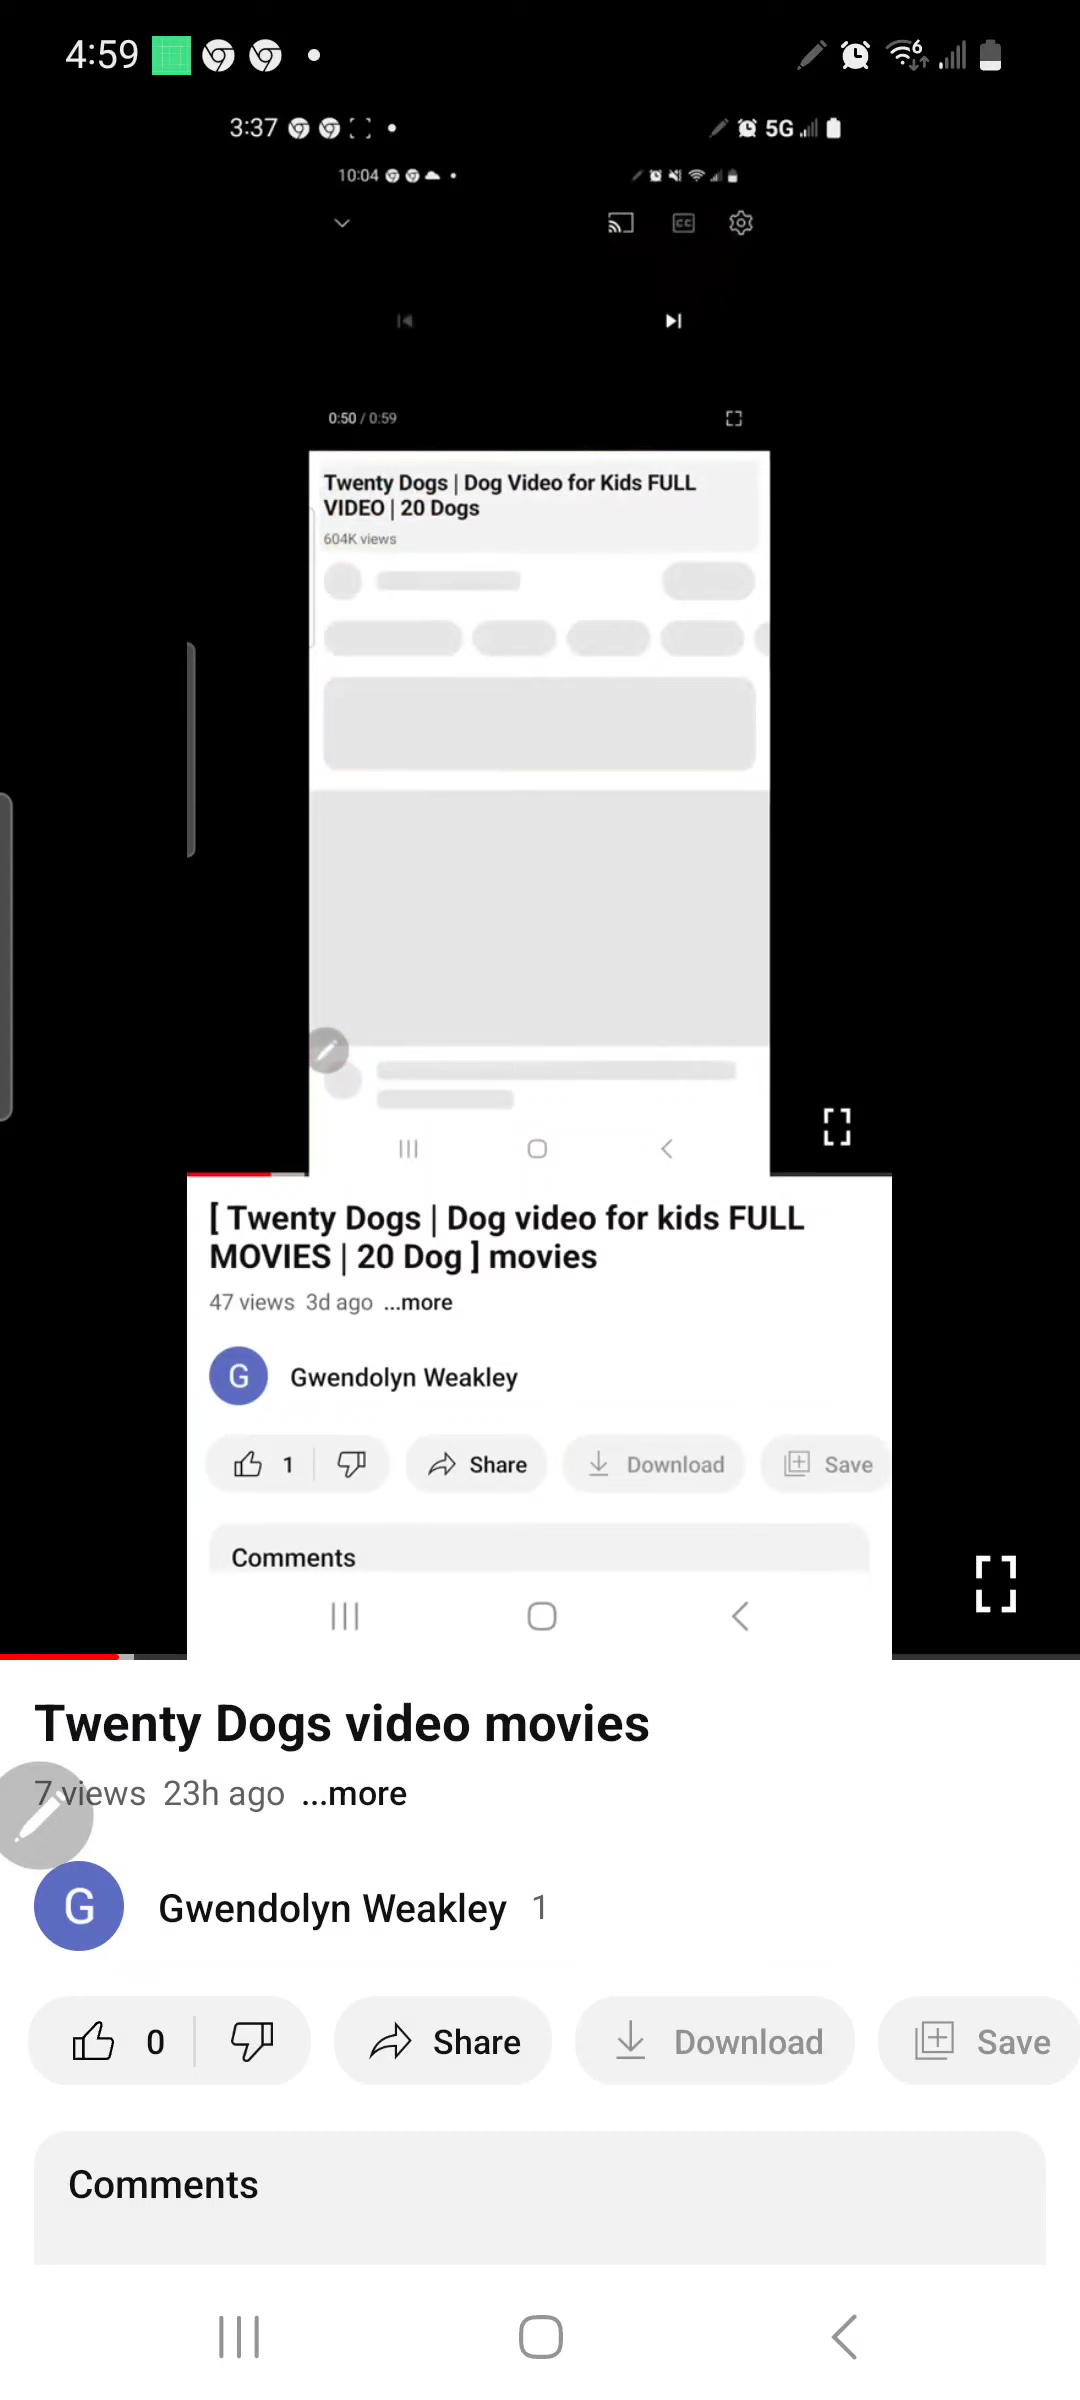 4:59
3:37 5G
10:04
CC
0:50 / 0:59
Twenty Dogs | Dog Video for Kids FULL
VIDEO | 20 Dogs
604K views
[ Twenty Dogs | Dog video for kids FULL
MOVIES | 20 Dog ] movies
47 views 3d ago ...more
G Gwendolyn Weakley
1 Share Download Save
Comments
Twenty Dogs video movies
7 views 23h ago ...more
G Gwendolyn Weakley 1
0 Share Download Save
Comments